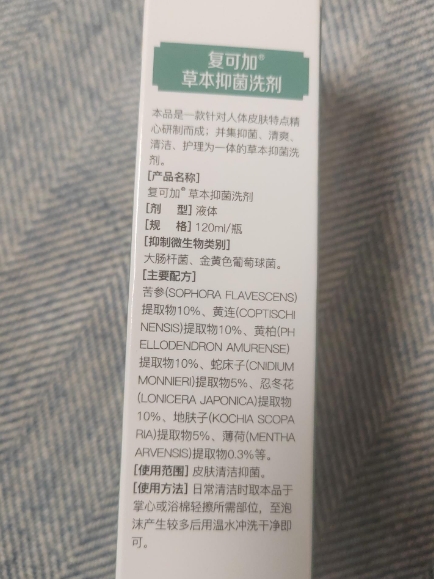 复可加®
草本抑菌洗剂
本品是一款针对人体皮肤特点精
心研制而成；并集抑菌、清爽、
清洁、护理为一体的草本抑菌洗
剂。
[产品名称]
复可加®草本抑菌洗剂
[剂　型] 液体
[规　格] 120ml/瓶
[抑制微生物类别]
大肠杆菌、金黄色葡萄球菌。
[主要配方]
苦参(SOPHORA FLAVESCENS)
提取物10%、黄连(COPTISCHI
NENSIS)提取物10%、黄柏(PH
ELLODENDRON AMURENSE)
提取物10%、蛇床子(CNIDIUM
MONNIERI)提取物5%、忍冬花
(LONICERA JAPONICA)提取物
10%、地肤子(KOCHIA SCOPA
RIA)提取物5%、薄荷(MENTHA
ARVENSIS)提取物0.3%等。
[使用范围] 皮肤清洁抑菌。
[使用方法] 日常清洁时取本品于
掌心或浴棉轻擦所需部位，至泡
沫产生较多后用温水冲洗干净即
可。